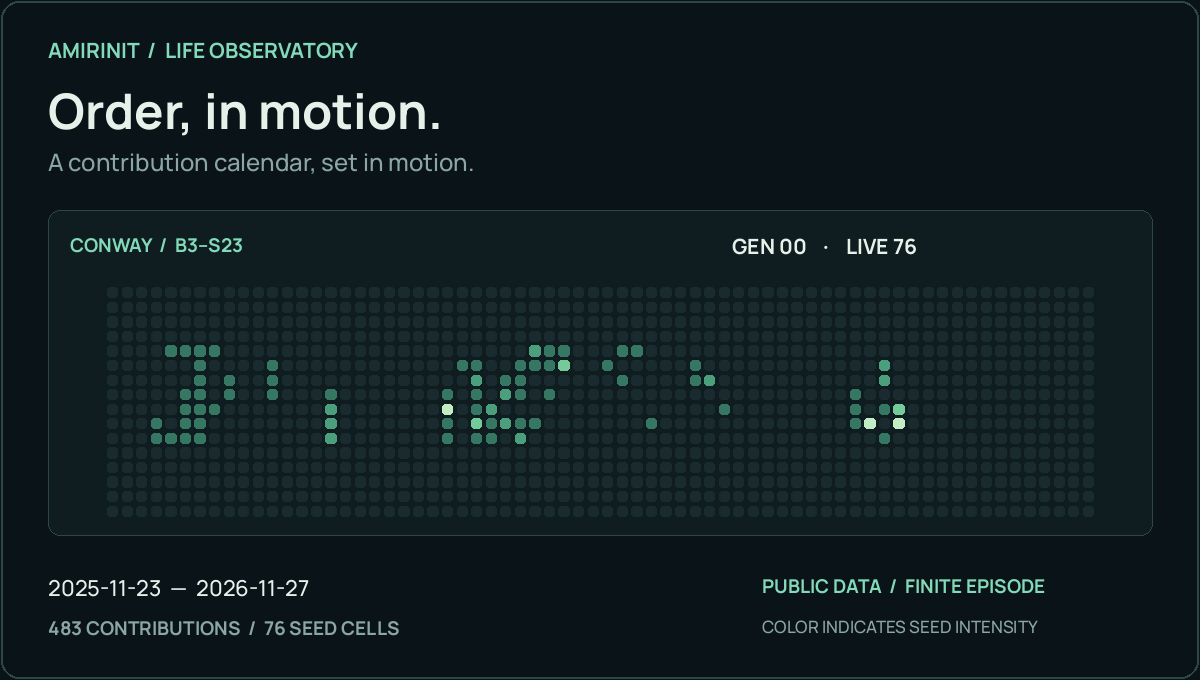 AMIRINIT / LIFE OBSERVATORY
Order, in motion.
A contribution calendar, set in motion.
CONWAY / B3–S23
GEN 00 · LIVE 76
2025-11-23 — 2026-11-27
PUBLIC DATA / FINITE EPISODE
483 CONTRIBUTIONS / 76 SEED CELLS
COLOR INDICATES SEED INTENSITY